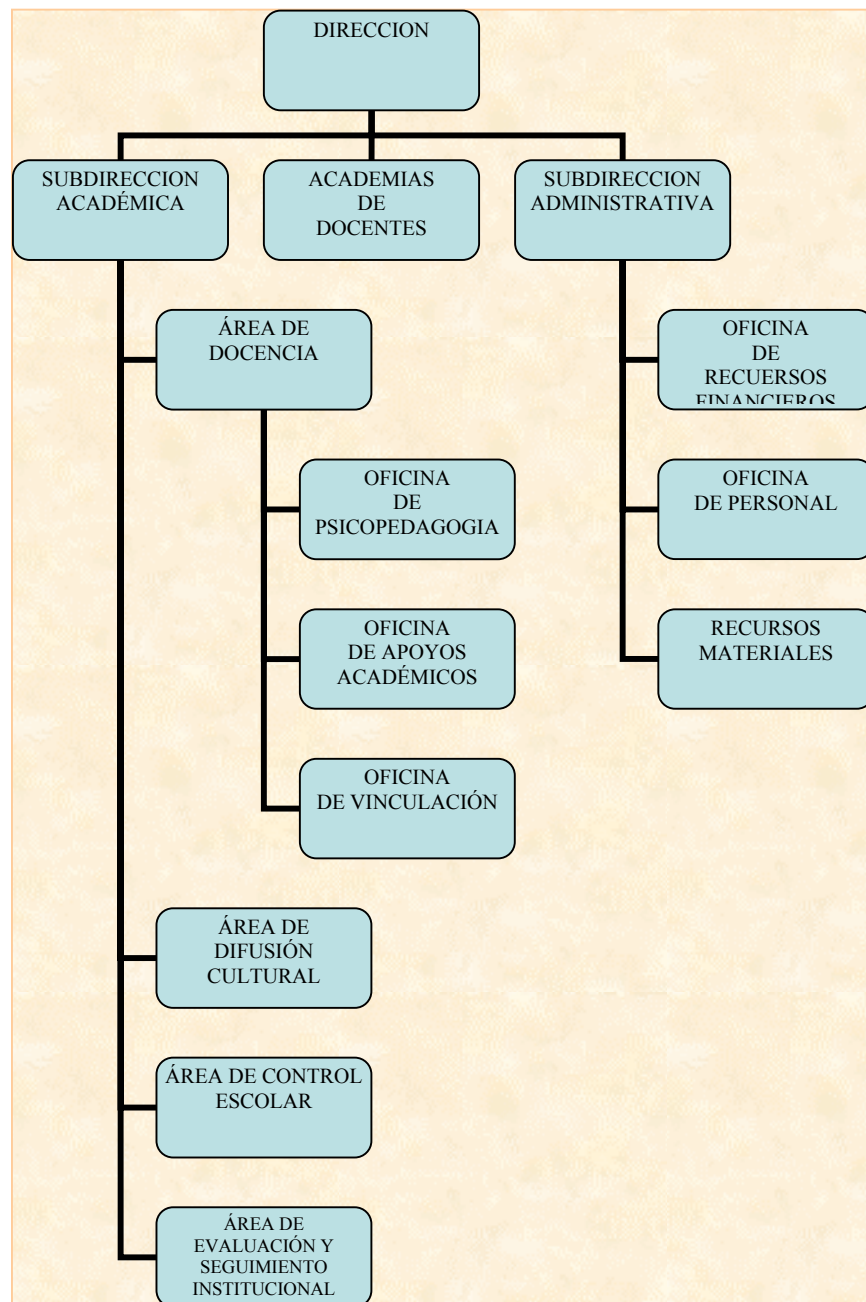 DIRECCION
SUBDIRECCION
ACADÉMICA
ACADEMIAS
DE
DOCENTES
SUBDIRECCION
ADMINISTRATIVA
ÁREA DE
DOCENCIA
OFICINA
DE
RECUERSOS
FINANCIEROS
OFICINA
DE
PSICOPEDAGOGIA
OFICINA
DE PERSONAL
OFICINA
DE APOYOS
ACADÉMICOS
RECURSOS
MATERIALES
OFICINA
DE VINCULACIÓN
ÁREA DE
DIFUSIÓN
CULTURAL
ÁREA DE CONTROL
ESCOLAR
ÁREA DE
EVALUACIÓN Y
SEGUIMIENTO
INSTITUCIONAL